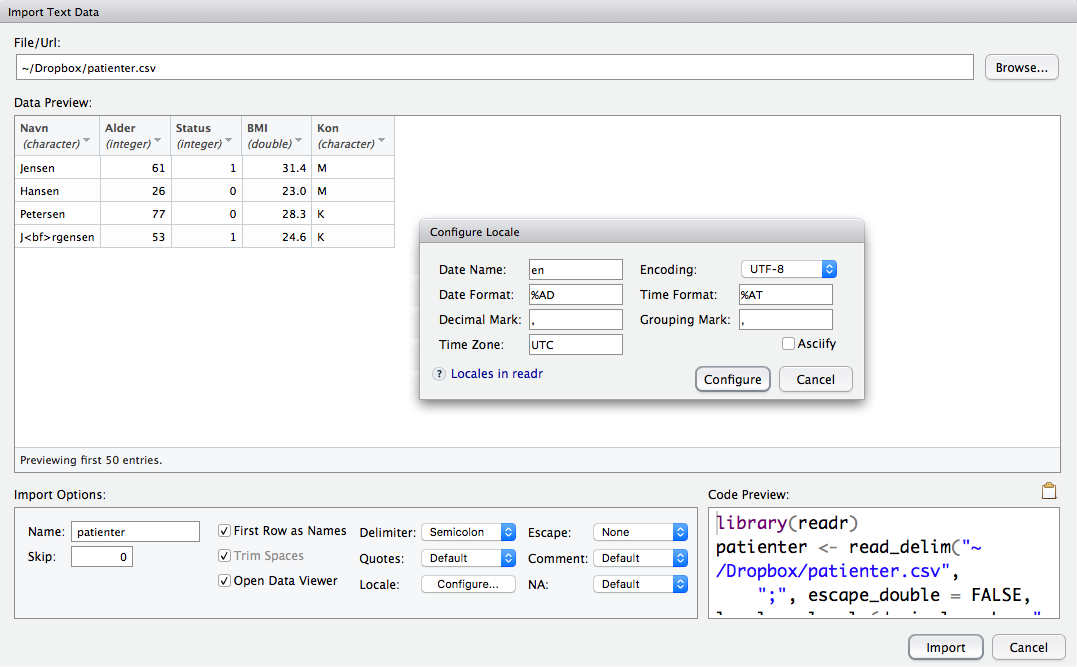 Import Text Data
File/Url:
~/Dropbox/patienter.csv
Browse...
Data Preview:
Navn Alder Status BMI Kon
(character) (integer) (integer) (double) (character)
Jensen 61 1 31.4 M
Hansen 26 0 23.0 M
Petersen 77 0 28.3 K
J<bf>rgensen 53 1 24.6 K
Configure Locale
Date Name: en Encoding: UTF-8
Date Format: %AD Time Format: %AT
Decimal Mark: , Grouping Mark: ,
Time Zone: UTC Asciify
? Locales in readr
Configure Cancel
Previewing first 50 entries.
Import Options:
Name: patienter
Skip: 0
First Row as Names
Trim Spaces
Open Data Viewer
Delimiter: Semicolon
Quotes: Default
Locale: Configure...
Escape: None
Comment: Default
NA: Default
Code Preview:
library(readr)
patienter <- read_delim("~
/Dropbox/patienter.csv",
";", escape_double = FALSE,
Import Cancel